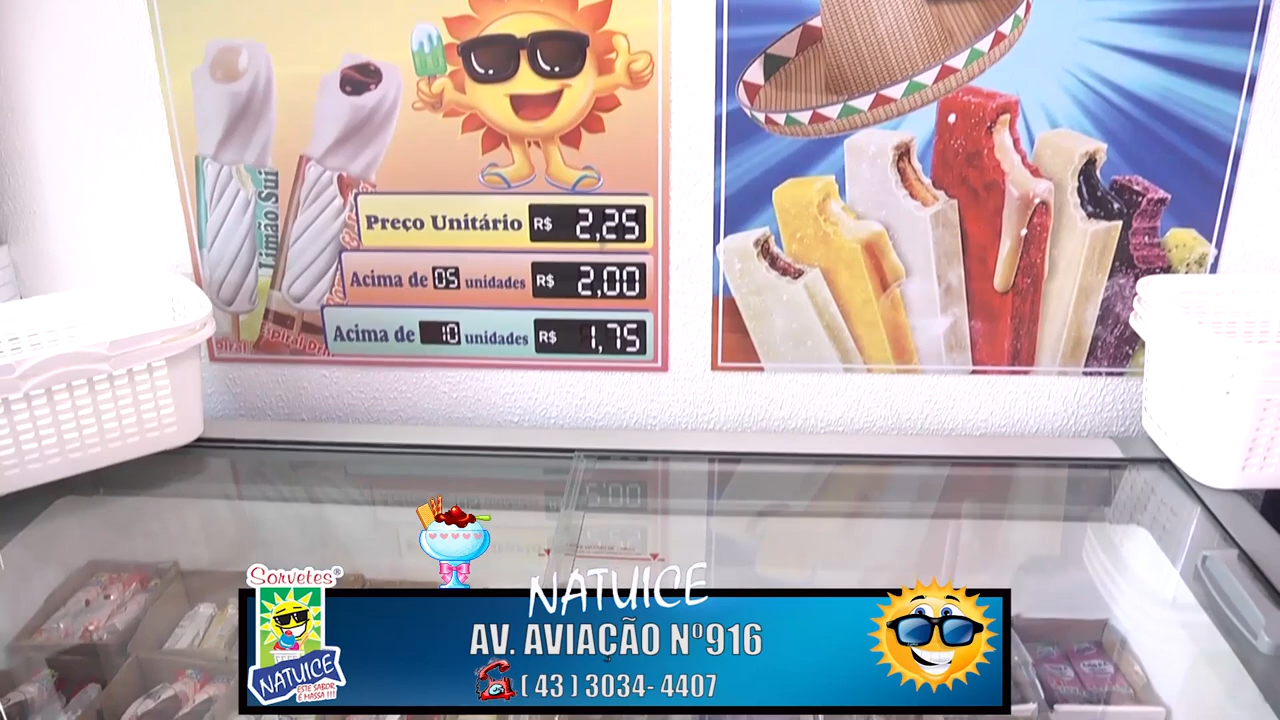 Limão Sui
Preço Unitário R$ 2,25
Acima de 05 unidades R$ 2,00
Acima de 10 unidades R$ 1,75
Sorvetes®
NATUICE
ESTE SABOR
É MASSA !!!
NATUICE
AV. AVIAÇÃO Nº916
( 43 ) 3034- 4407